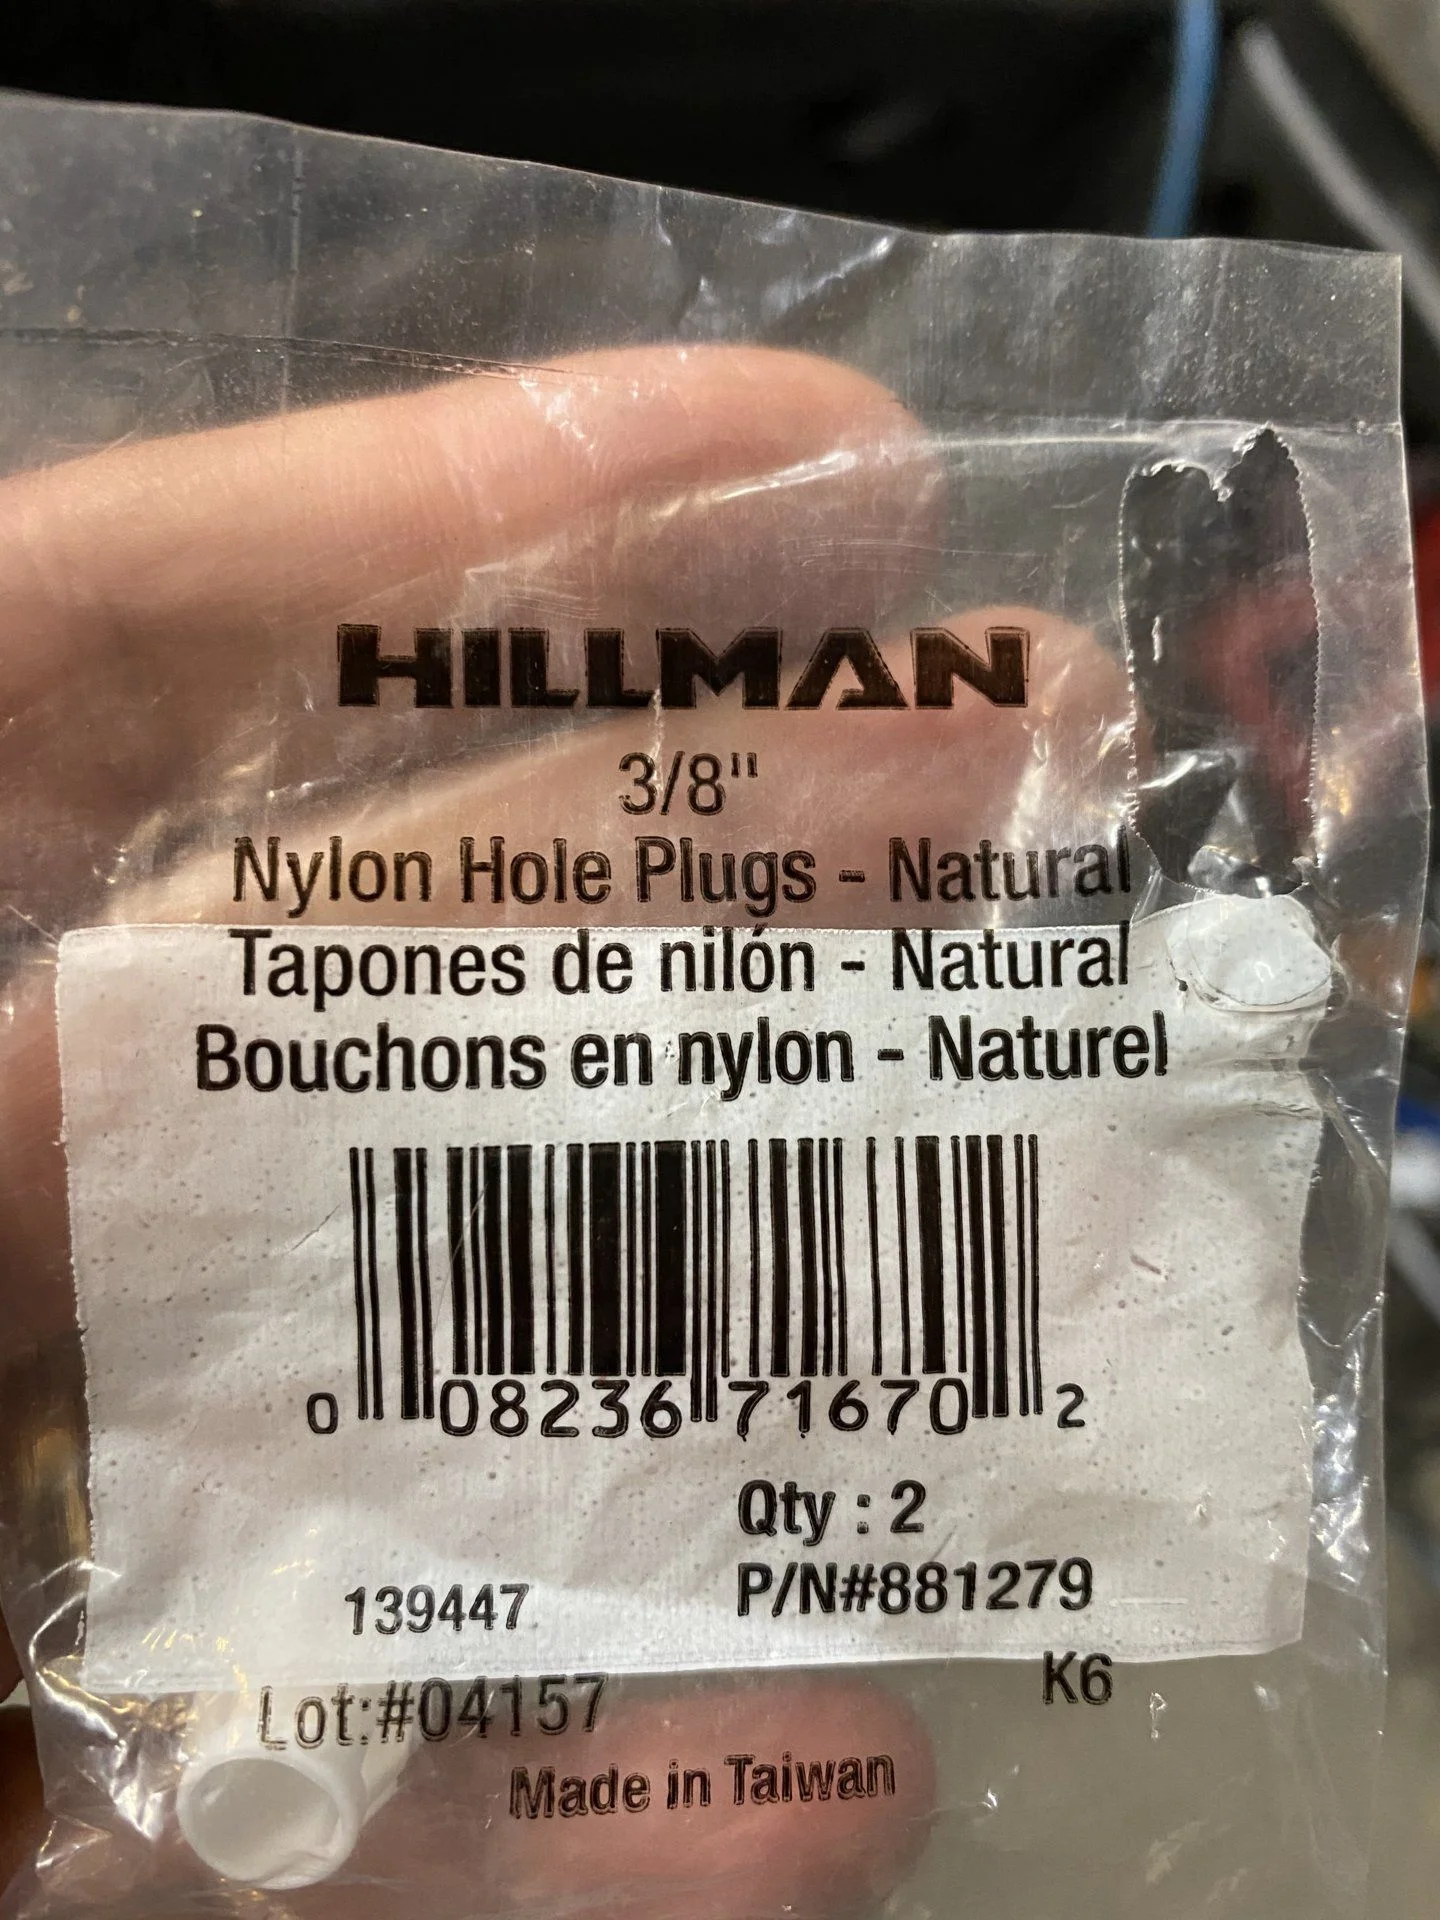 HILLMAN
3/8"
Nylon Hole Plugs - Natural
Tapones de nilón - Natural
Bouchons en nylon - Naturel
0 08236 71670 2
Qty : 2
139447 P/N#881279
K6
Lot:#04157
Made in Taiwan